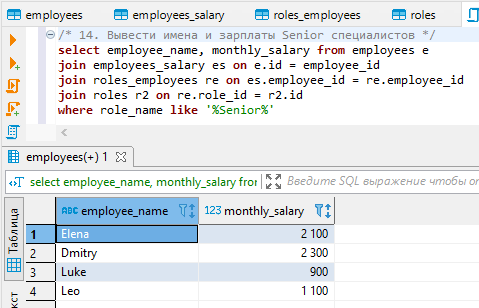 employees employees_salary roles_employees roles
/* 14. Вывести имена и зарплаты Senior специалистов */
select employee_name, monthly_salary from employees e
join employees_salary es on e.id = employee_id
join roles_employees re on es.employee_id = re.employee_id
join roles r2 on re.role_id = r2.id
where role_name like '%Senior%'
employees(+) 1
select employee_name, monthly_salary from Введите SQL выражение чтобы
Таблица
ABC employee_name 123 monthly_salary
1 Elena 2 100
2 Dmitry 2 300
3 Luke 900
4 Leo 1 100